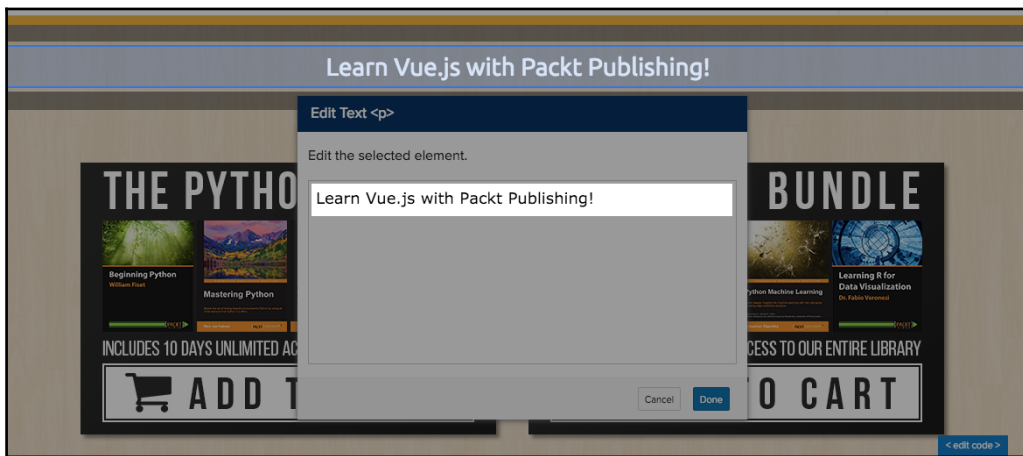 Learn Vue.js with Packt Publishing!
Edit Text <p>
Edit the selected element.
Learn Vue.js with Packt Publishing!
THE PYTHO
BUNDLE
Beginning Python
William Fiset
Mastering Python
Python Machine Learning
Learning R for
Data Visualization
Dr. Fabio Veronesi
INCLUDES 10 DAYS UNLIMITED AC
CESS TO OUR ENTIRE LIBRARY
ADD T
O CART
Cancel
Done
< edit code >